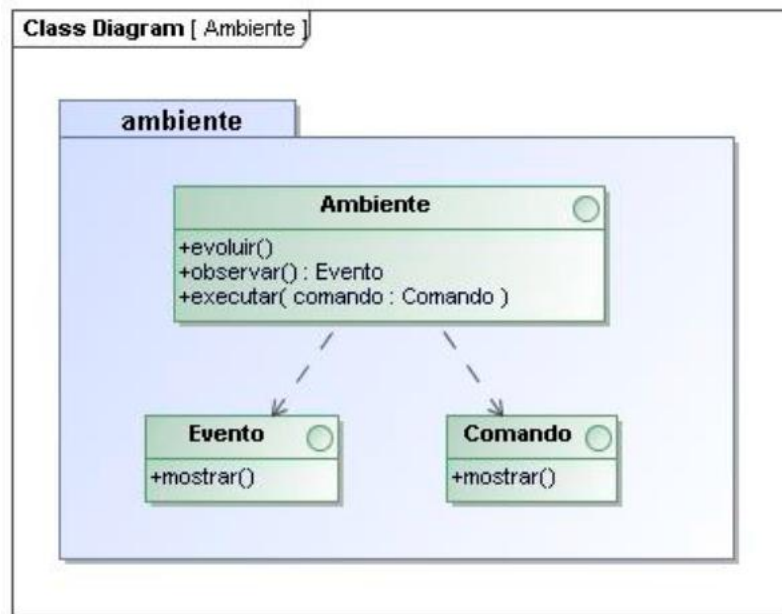 Class Diagram [ Ambiente ]
ambiente
Ambiente
+evoluir()
+observar() : Evento
+executar( comando : Comando )
Evento
+mostrar()
Comando
+mostrar()